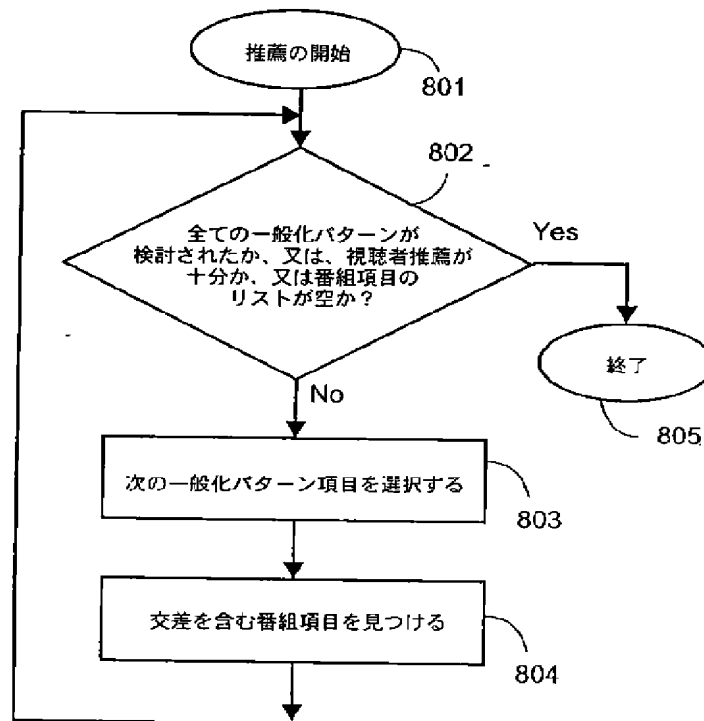 推薦の開始
801
802
全ての一般化パターンが
検討されたか、又は、視聴者推薦が
十分か、又は番組項目の
リストが空か?
Yes
終了
805
No
次の一般化パターン項目を選択する
803
交差を含む番組項目を見つける
804